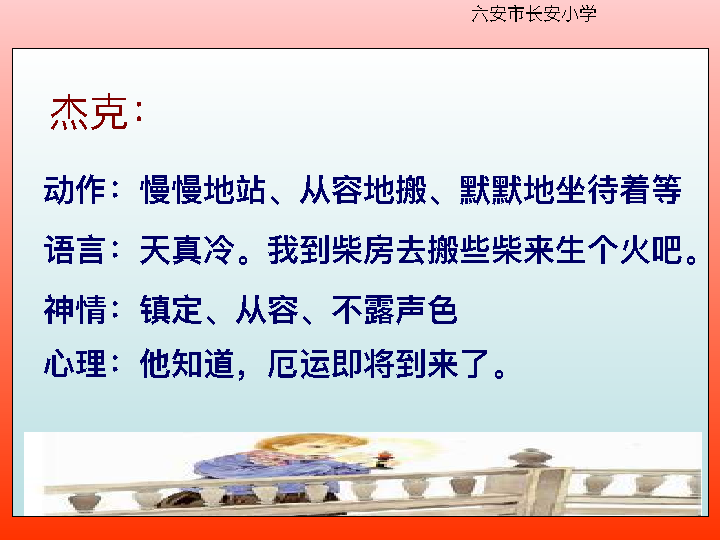 六安市长安小学
杰克：
动作：慢慢地站、从容地搬、默默地坐待着等
语言：天真冷。我到柴房去搬些柴来生个火吧。
神情：镇定、从容、不露声色
心理：他知道，厄运即将到来了。